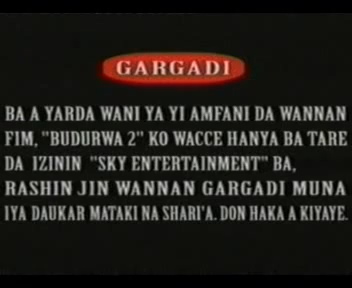 GARGADI
BA A YARDA WANI YA YI AMFANI DA WANNAN
FIM, "BUDURWA 2" KO WACCE HANYA BA TARE
DA IZININ "SKY ENTERTAINMENT" BA,
RASHIN JIN WANNAN GARGADI MUNA
IYA DAUKAR MATAKI NA SHARI'A. DON HAKA A KIYAYE.